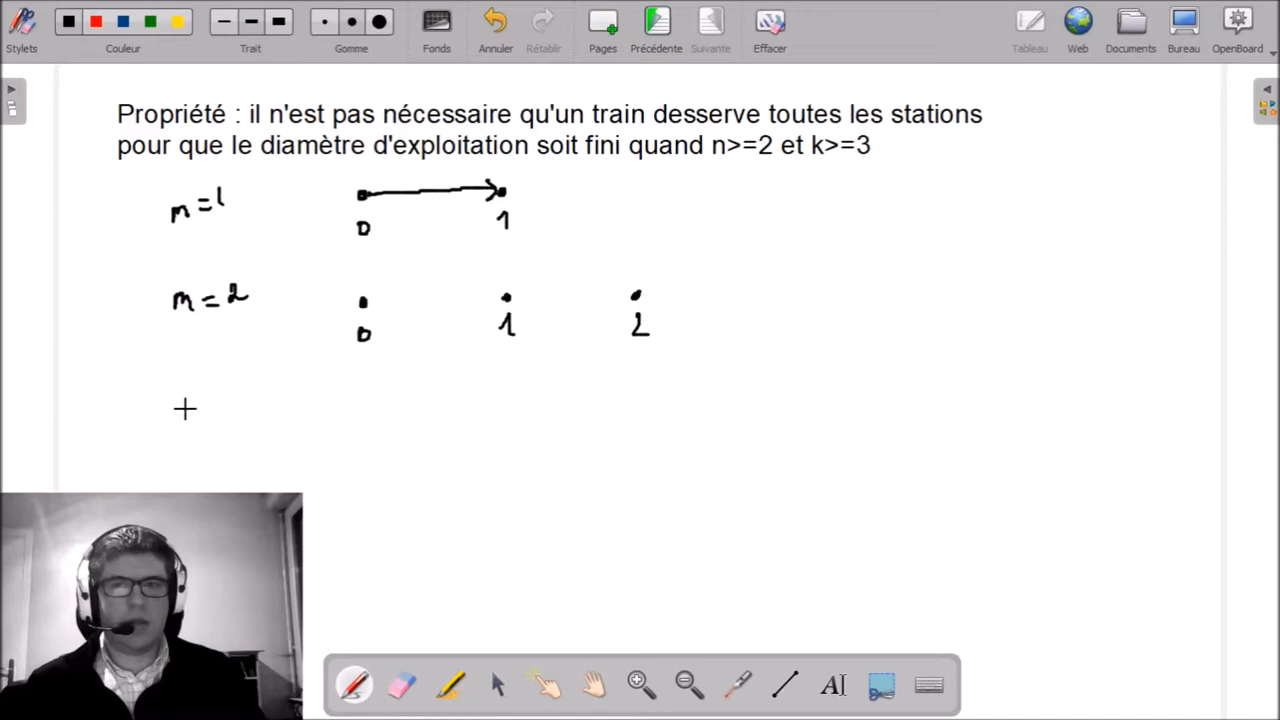 Stylets Couleur Trait Gomme Fonds Annuler Rétablir Pages Précédente Suivante Effacer Tableau Web Documents Bureau OpenBoard
Propriété : il n'est pas nécessaire qu'un train desserve toutes les stations
pour que le diamètre d'exploitation soit fini quand n>=2 et k>=3
n=1
0 1
n=2
0 1 2
AI